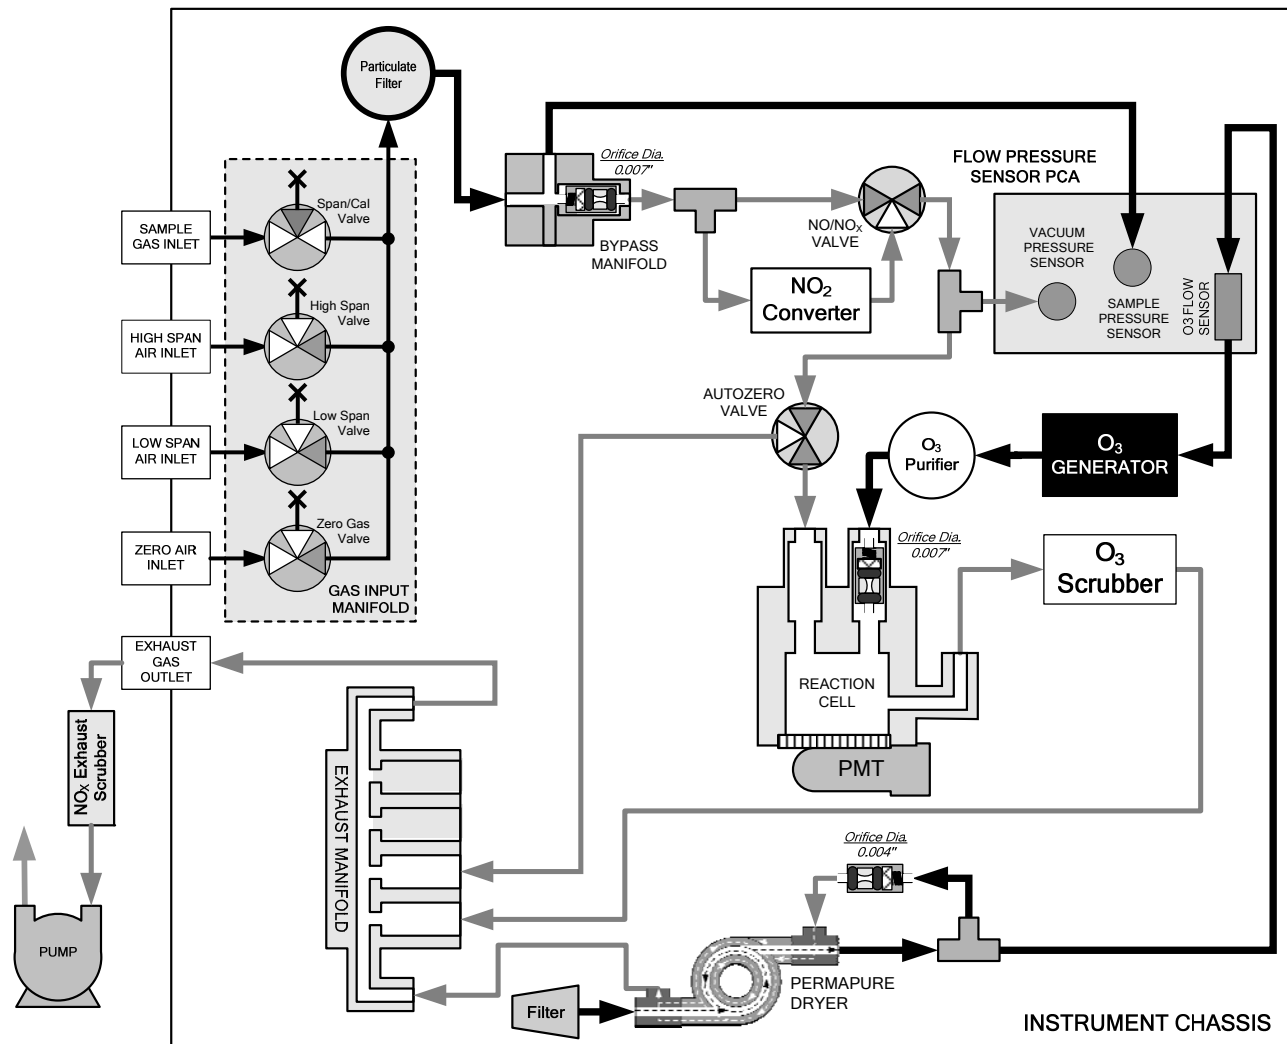 Particulate
Filter
Orifice Dia.
0.007"
FLOW PRESSURE
SENSOR PCA
Span/Cal
Valve
SAMPLE
GAS INLET
BYPASS
MANIFOLD
NO/NOX
VALVE
VACUUM
PRESSURE
SENSOR
NO2
Converter
SAMPLE
PRESSURE
SENSOR
O3 FLOW
SENSOR
High Span
Valve
HIGH SPAN
AIR INLET
AUTOZERO
VALVE
Low Span
Valve
LOW SPAN
AIR INLET
O3
Purifier
O3
GENERATOR
Zero Gas
Valve
ZERO AIR
INLET
Orifice Dia.
0.007"
O3
Scrubber
GAS INPUT
MANIFOLD
EXHAUST
GAS
OUTLET
REACTION
CELL
NOX Exhaust
Scrubber
PMT
EXHAUST MANIFOLD
Orifice Dia.
0.004"
PUMP
PERMAPURE
DRYER
Filter
INSTRUMENT CHASSIS